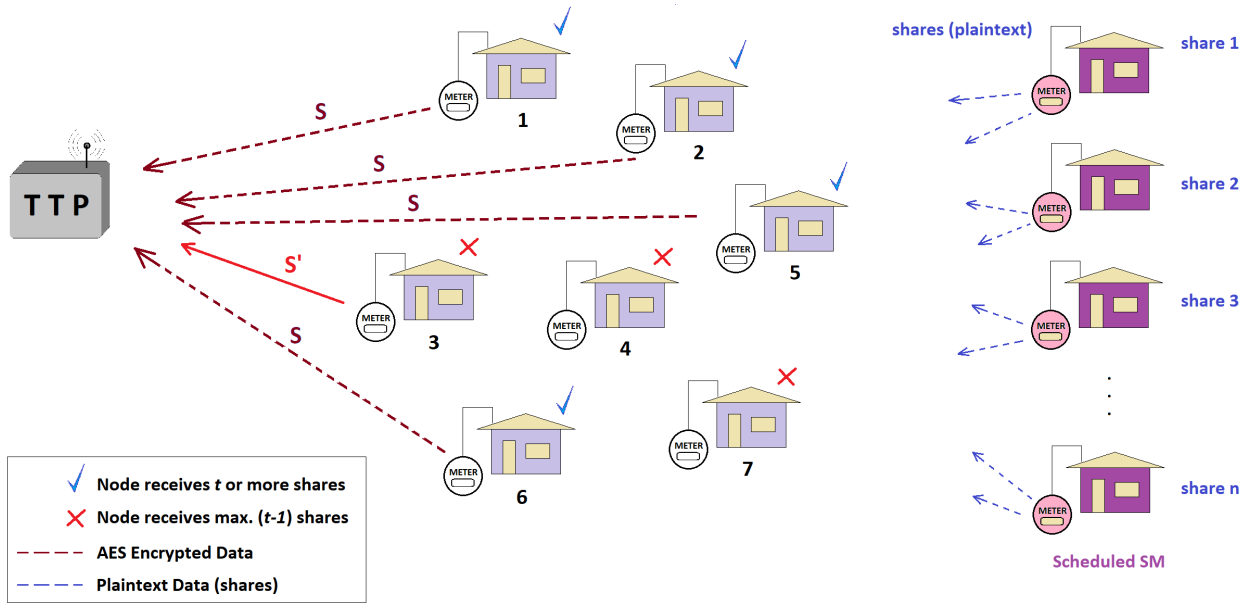 shares (plaintext)
share 1
METER
METER
1
S
METER
2
S
TTP
METER
share 2
S
METER
5
S'
METER
3
METER
4
METER
share 3
S
.
.
.
METER
6
METER
7
METER
share n
Scheduled SM
Node receives t or more shares
Node receives max. (t-1) shares
AES Encrypted Data
Plaintext Data (shares)